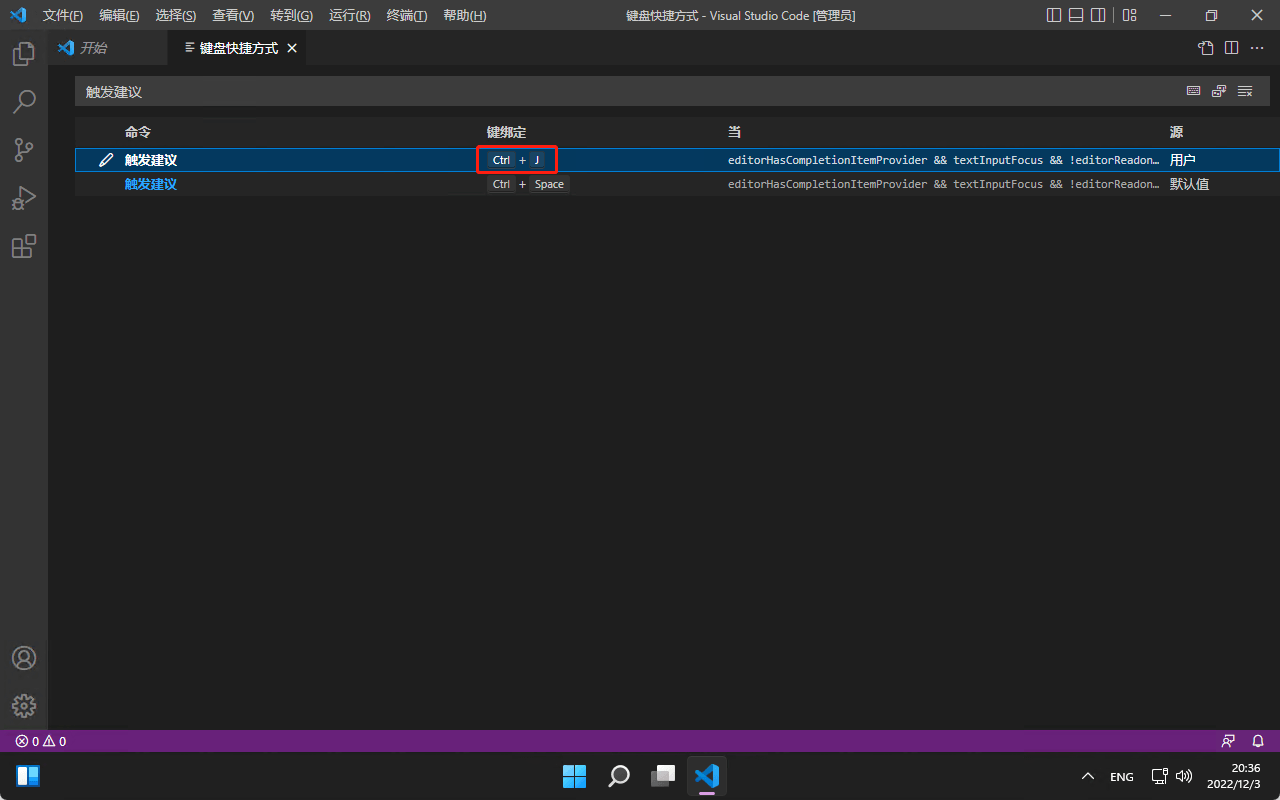 文件(F) 编辑(E) 选择(S) 查看(V) 转到(G) 运行(R) 终端(T) 帮助(H) 键盘快捷方式 - Visual Studio Code [管理员]
开始 键盘快捷方式
触发建议
命令 键绑定 当 源
触发建议 Ctrl + J editorHasCompletionItemProvider && textInputFocus && !editorReadon… 用户
触发建议 Ctrl + Space editorHasCompletionItemProvider && textInputFocus && !editorReadon… 默认值
0 0
ENG 20:36
2022/12/3